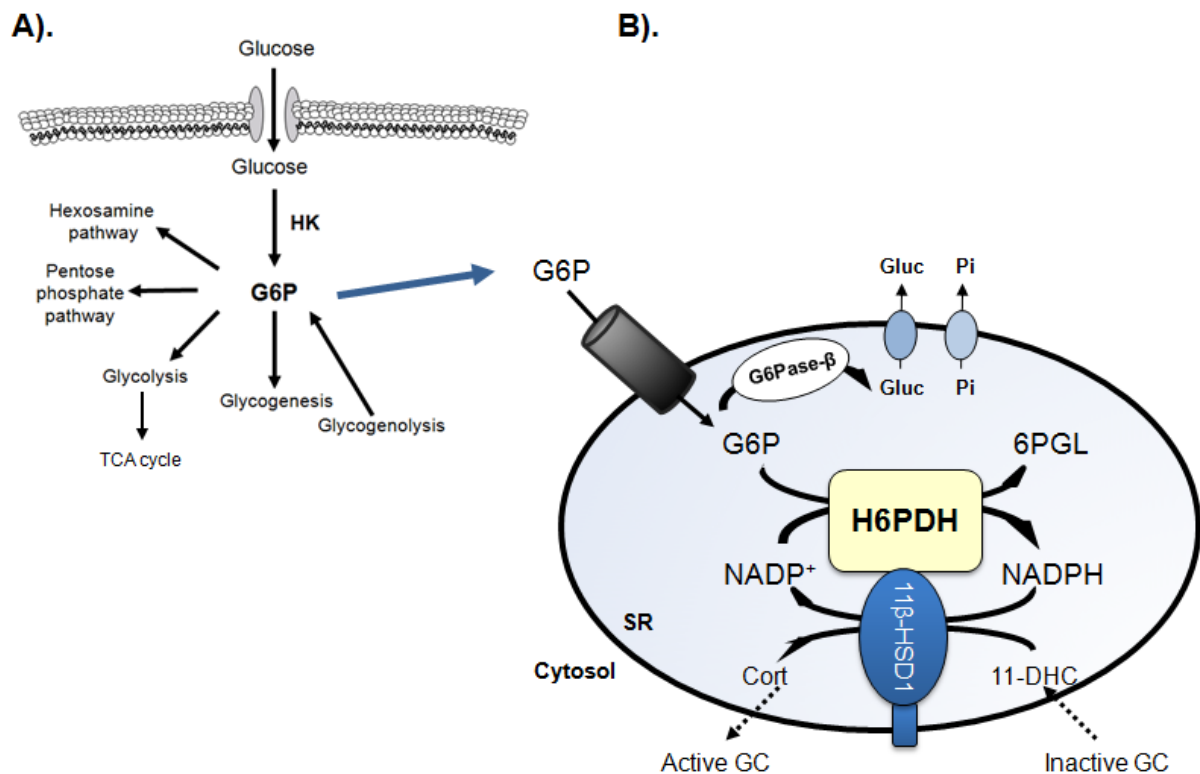 A).
Glucose
Glucose
HK
Hexosamine
pathway
Pentose
phosphate
pathway
G6P
Glycolysis
Glycogenesis
Glycogenolysis
TCA cycle
B).
G6P
Gluc
Pi
G6Pase-β
Gluc
Pi
G6P
6PGL
H6PDH
NADP⁺
NADPH
11β-HSD1
SR
Cytosol
Cort
11-DHC
Active GC
Inactive GC